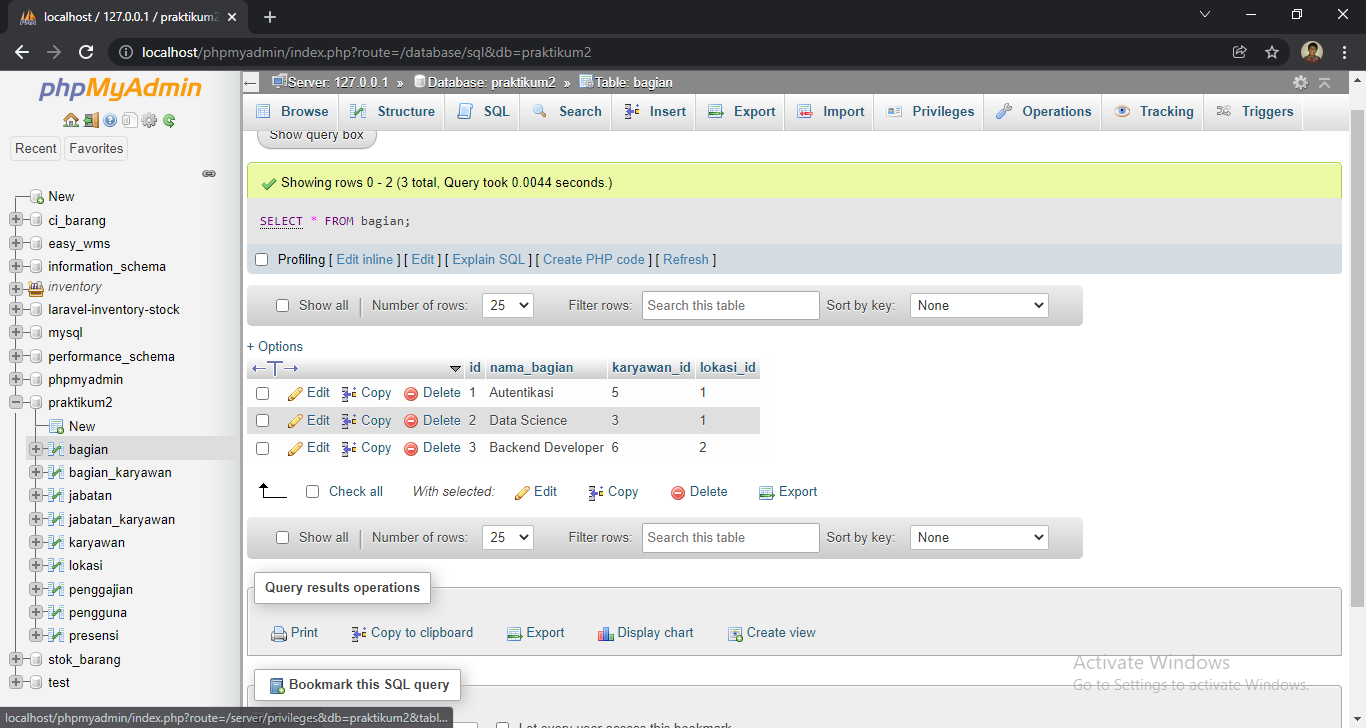 localhost / 127.0.0.1 / praktikum2
localhost/phpmyadmin/index.php?route=/database/sql&db=praktikum2
phpMyAdmin
Recent Favorites
New
ci_barang
easy_wms
information_schema
inventory
laravel-inventory-stock
mysql
performance_schema
phpmyadmin
praktikum2
New
bagian
bagian_karyawan
jabatan
jabatan_karyawan
karyawan
lokasi
penggajian
pengguna
presensi
stok_barang
test
Server: 127.0.0.1 » Database: praktikum2 » Table: bagian
Browse Structure SQL Search Insert Export Import Privileges Operations Tracking Triggers
Show query box
Showing rows 0 - 2 (3 total, Query took 0.0044 seconds.)
SELECT * FROM bagian;
Profiling [ Edit inline ] [ Edit ] [ Explain SQL ] [ Create PHP code ] [ Refresh ]
Show all Number of rows: 25 Filter rows: Search this table Sort by key: None
+ Options
id nama_bagian karyawan_id lokasi_id
Edit Copy Delete 1 Autentikasi 5 1
Edit Copy Delete 2 Data Science 3 1
Edit Copy Delete 3 Backend Developer 6 2
Check all With selected: Edit Copy Delete Export
Show all Number of rows: 25 Filter rows: Search this table Sort by key: None
Query results operations
Print Copy to clipboard Export Display chart Create view
Bookmark this SQL query
Let every user access this bookmark
Activate Windows
Go to Settings to activate Windows.
localhost/phpmyadmin/index.php?route=/server/privileges&db=praktikum2&tabl...